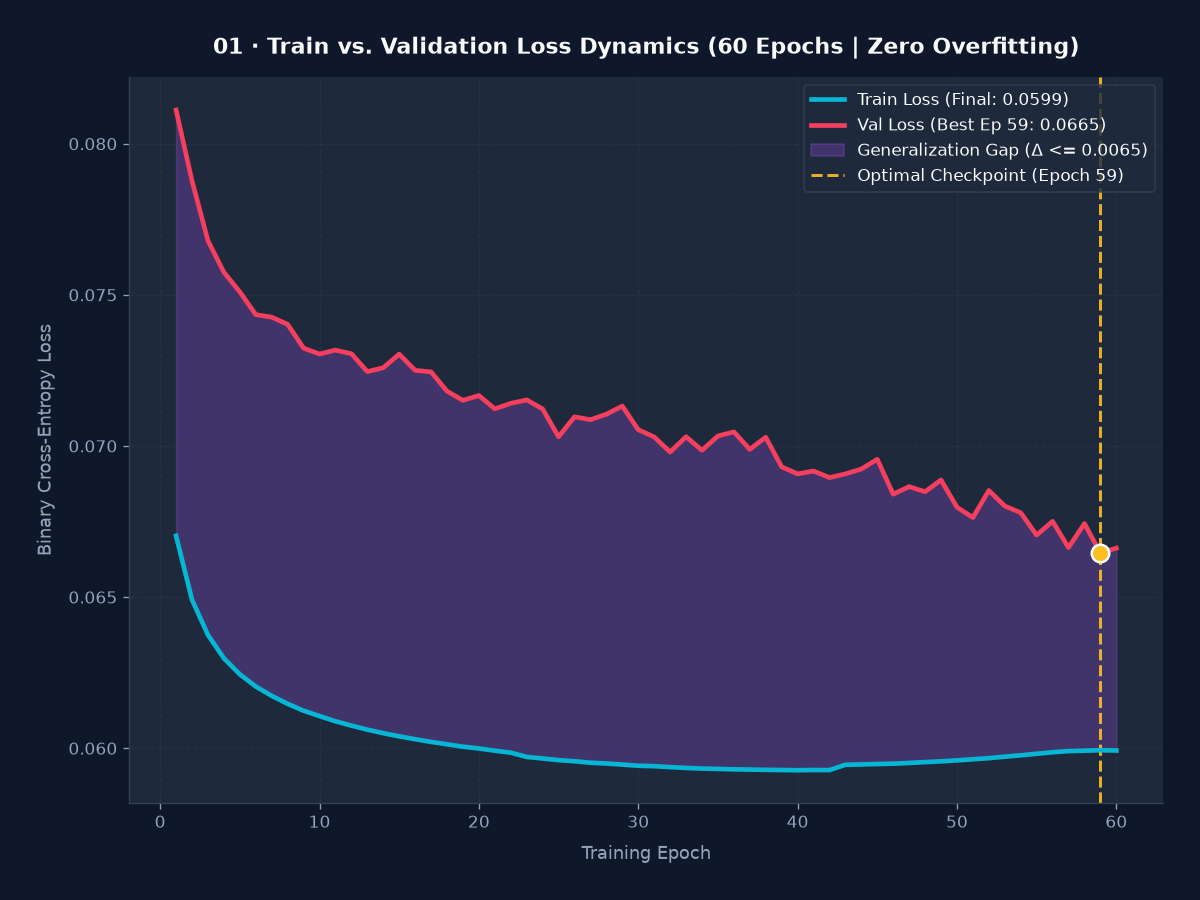 01 · Train vs. Validation Loss Dynamics (60 Epochs | Zero Overfitting)
Train Loss (Final: 0.0599)
Val Loss (Best Ep 59: 0.0665)
Generalization Gap (Δ <= 0.0065)
Optimal Checkpoint (Epoch 59)
Binary Cross-Entropy Loss
0.080
0.075
0.070
0.065
0.060
0 10 20 30 40 50 60
Training Epoch